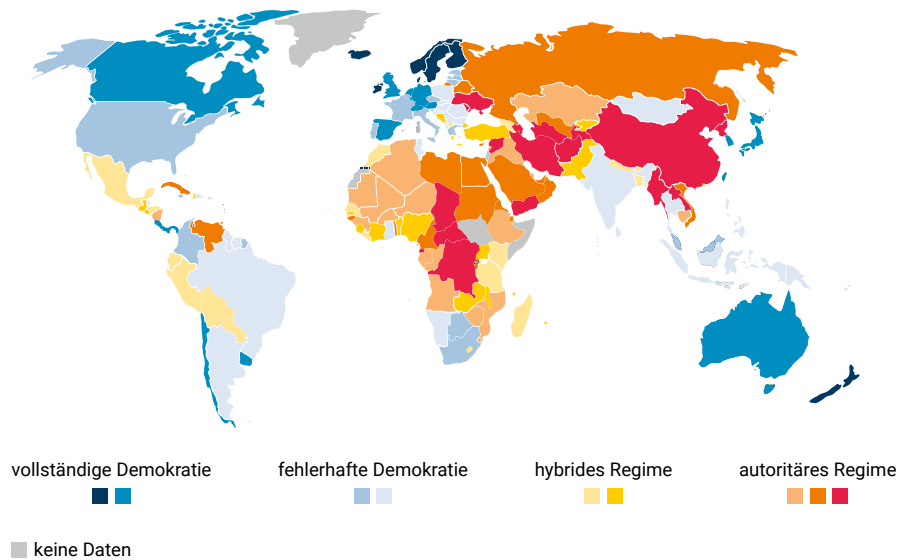 vollständige Demokratie
fehlerhafte Demokratie
hybrides Regime
autoritäres Regime
keine Daten